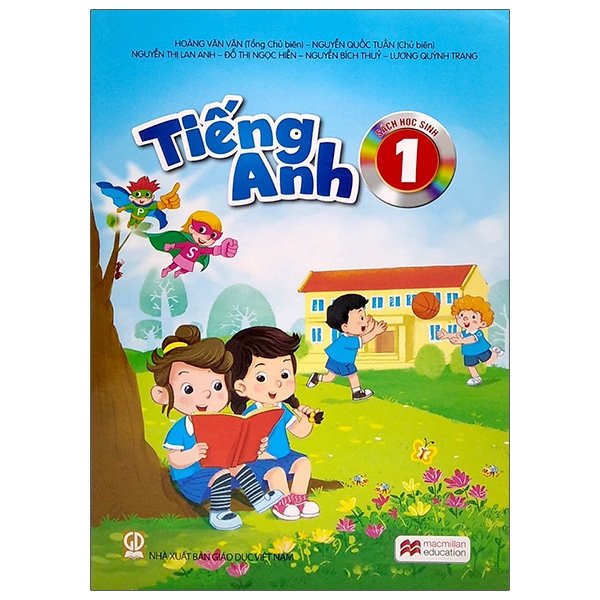 HOÀNG VĂN VÂN (Tổng Chủ biên) – NGUYỄN QUỐC TUẤN (Chủ biên)
NGUYỄN THỊ LAN ANH – ĐỖ THỊ NGỌC HIỀN – NGUYỄN BÍCH THUỶ – LƯƠNG QUỲNH TRANG
Tiếng
Anh
SÁCH HỌC SINH
1
P
S
GD
NHÀ XUẤT BẢN GIÁO DỤC VIỆT NAM
macmillan
education